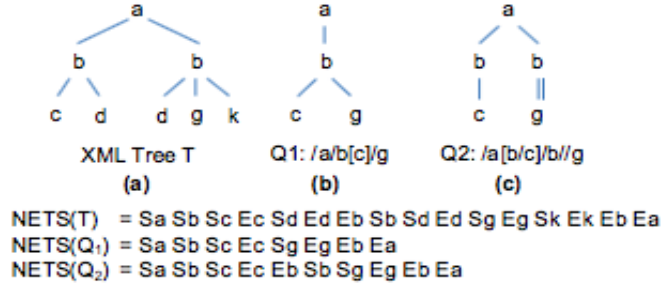 a a a
b b b b b
c d d g k c g c g
XML Tree T Q1: /a/b[c]/g Q2: /a[b/c]/b//g
(a) (b) (c)
NETS(T) = Sa Sb Sc Ec Sd Ed Eb Sb Sd Ed Sg Eg Sk Ek Eb Ea
NETS(Q₁) = Sa Sb Sc Ec Sg Eg Eb Ea
NETS(Q₂) = Sa Sb Sc Ec Eb Sb Sg Eg Eb Ea